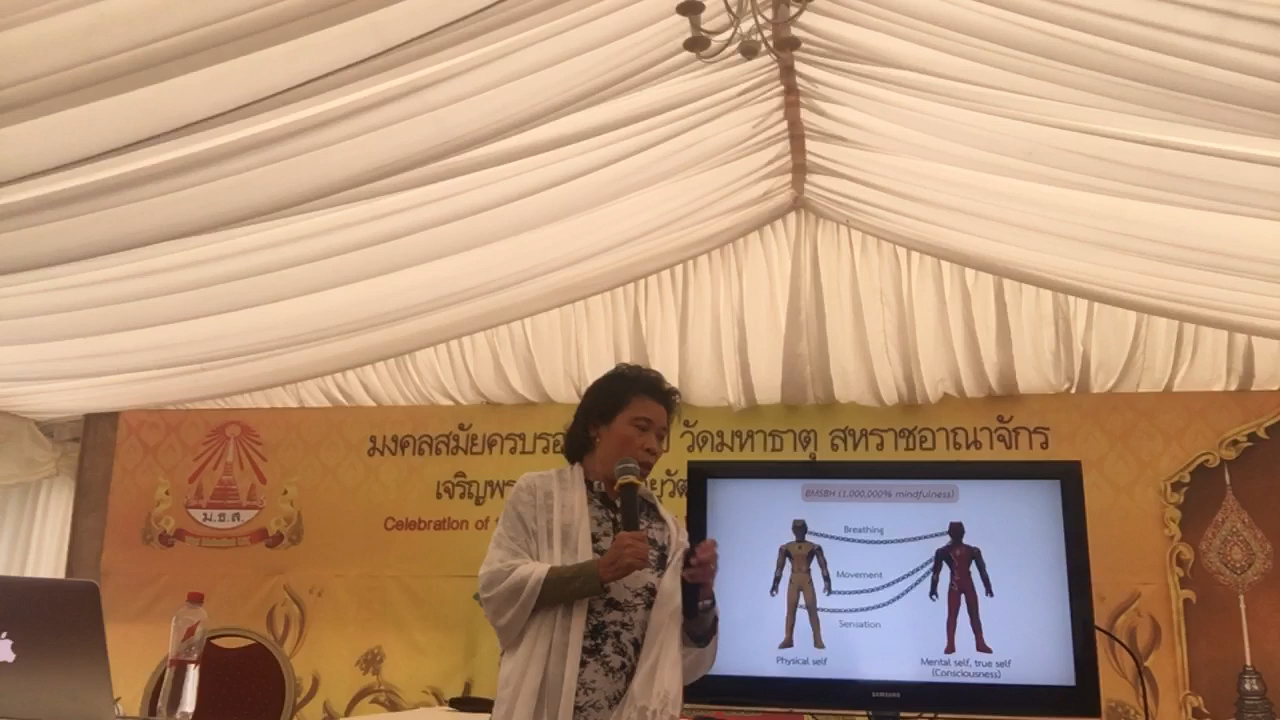 มงคลสมัยครบรอ วัดมหาธาตุ สหราชอาณาจักร
เจริญพร
Celebration of
ม.ธ.ส.
BMSBH (1,000,000% mindfulness)
Breathing
Movement
Sensation
Physical self
Mental self, true self
(Consciousness)
SAMSUNG